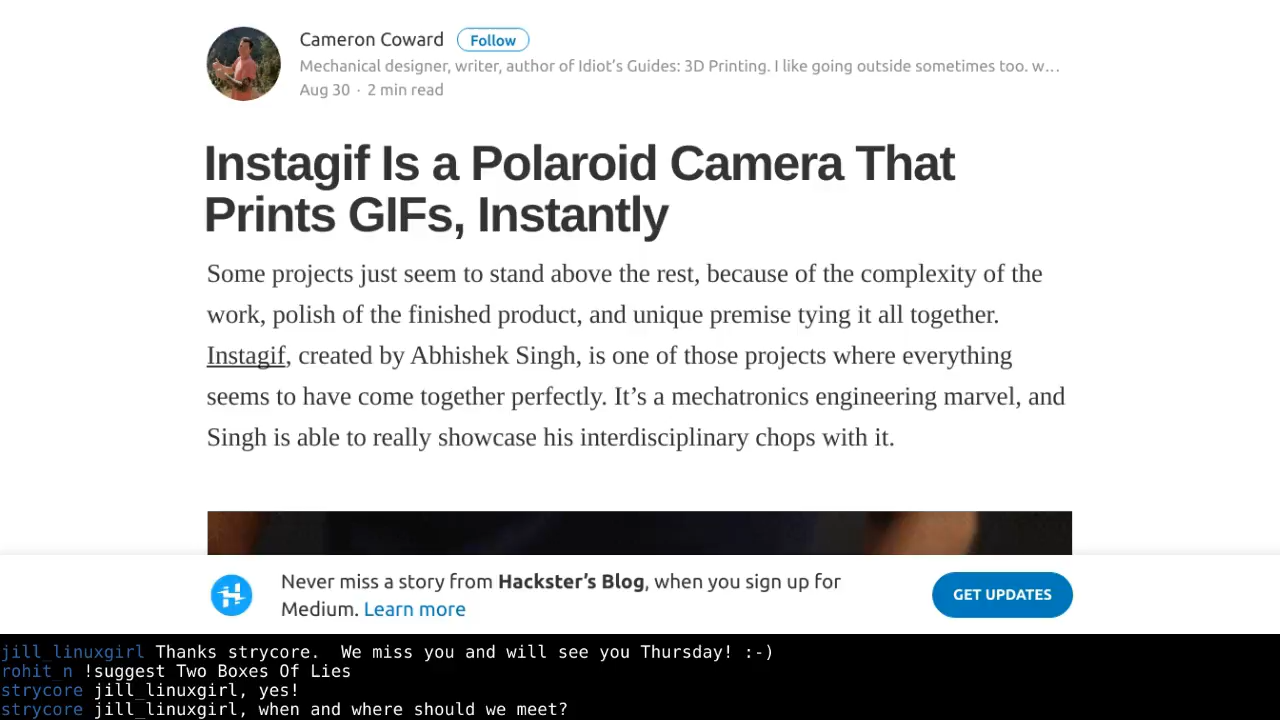 Cameron Coward Follow
Mechanical designer, writer, author of Idiot’s Guides: 3D Printing. I like going outside sometimes too. w…
Aug 30 · 2 min read
Instagif Is a Polaroid Camera That
Prints GIFs, Instantly
Some projects just seem to stand above the rest, because of the complexity of the
work, polish of the finished product, and unique premise tying it all together.
Instagif, created by Abhishek Singh, is one of those projects where everything
seems to have come together perfectly. It’s a mechatronics engineering marvel, and
Singh is able to really showcase his interdisciplinary chops with it.
Never miss a story from Hackster’s Blog, when you sign up for
Medium. Learn more
GET UPDATES
jill_linuxgirl Thanks strycore.  We miss you and will see you Thursday! :-)
rohit_n !suggest Two Boxes Of Lies
strycore jill_linuxgirl, yes!
strycore jill_linuxgirl, when and where should we meet?